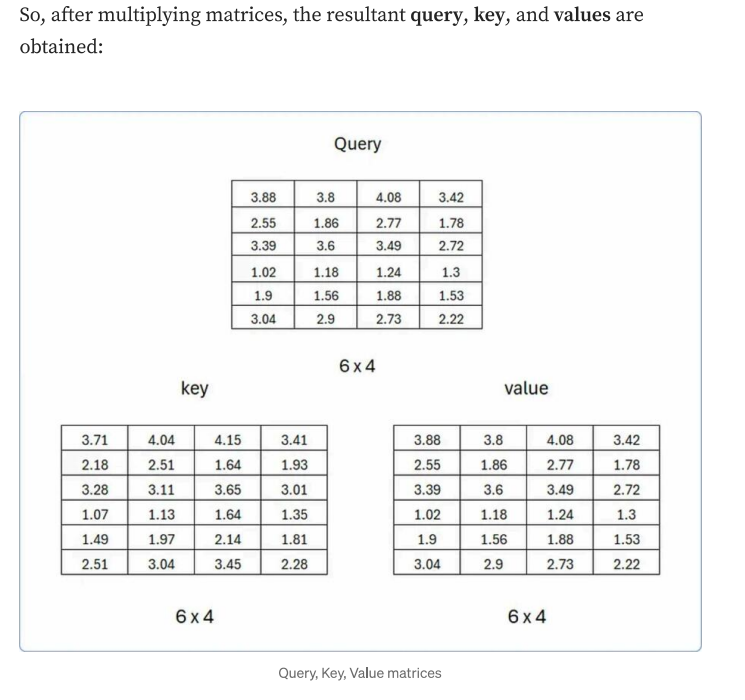 So, after multiplying matrices, the resultant query, key, and values are
obtained:
Query
3.88 3.8 4.08 3.42
2.55 1.86 2.77 1.78
3.39 3.6 3.49 2.72
1.02 1.18 1.24 1.3
1.9 1.56 1.88 1.53
3.04 2.9 2.73 2.22
6 x 4
key
3.71 4.04 4.15 3.41
2.18 2.51 1.64 1.93
3.28 3.11 3.65 3.01
1.07 1.13 1.64 1.35
1.49 1.97 2.14 1.81
2.51 3.04 3.45 2.28
6 x 4
value
3.88 3.8 4.08 3.42
2.55 1.86 2.77 1.78
3.39 3.6 3.49 2.72
1.02 1.18 1.24 1.3
1.9 1.56 1.88 1.53
3.04 2.9 2.73 2.22
6 x 4
Query, Key, Value matrices